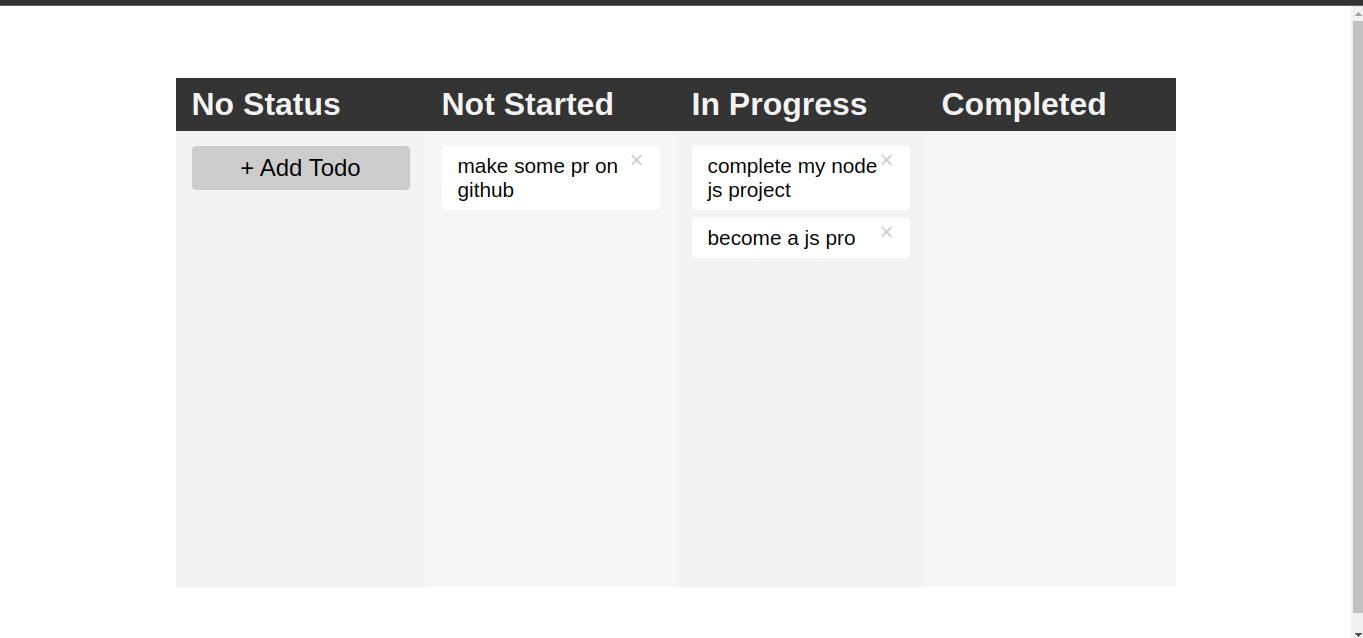 No Status
Not Started
In Progress
Completed
+ Add Todo
make some pr on
github
×
complete my node
js project
×
become a js pro
×